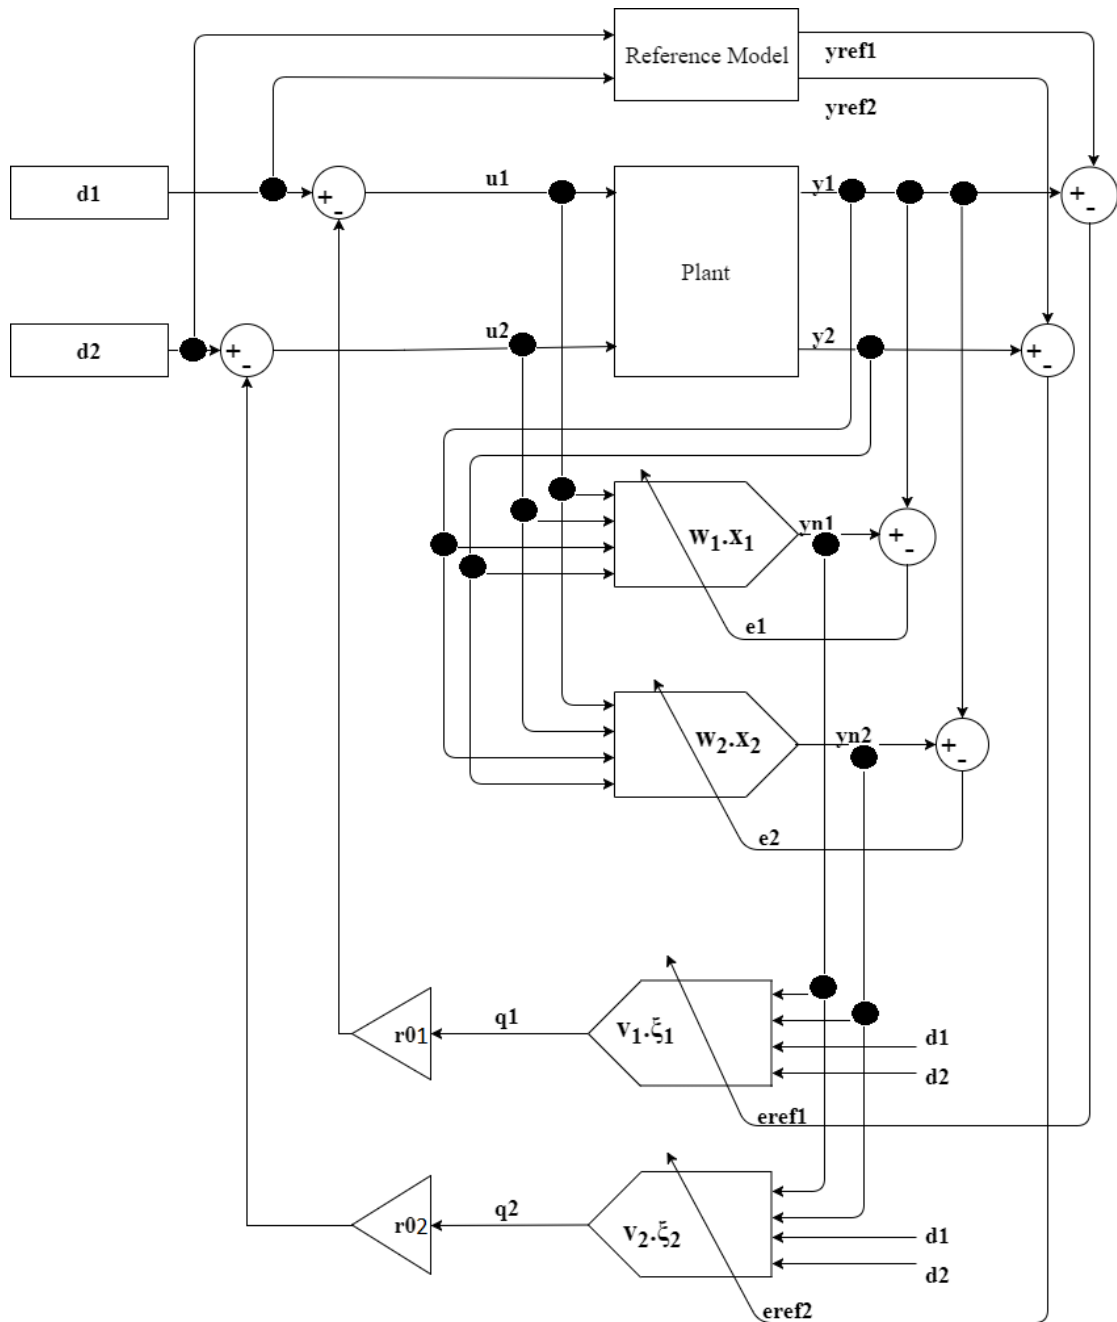 Reference Model
yref1
yref2
d1
+
-
u1
Plant
y1
+
-
d2
+
-
u2
y2
+
-
w₁.x₁
yn1
+
-
e1
w₂.x₂
yn2
+
-
e2
r01
q1
v₁.ξ₁
d1
d2
eref1
r02
q2
v₂.ξ₂
d1
d2
eref2